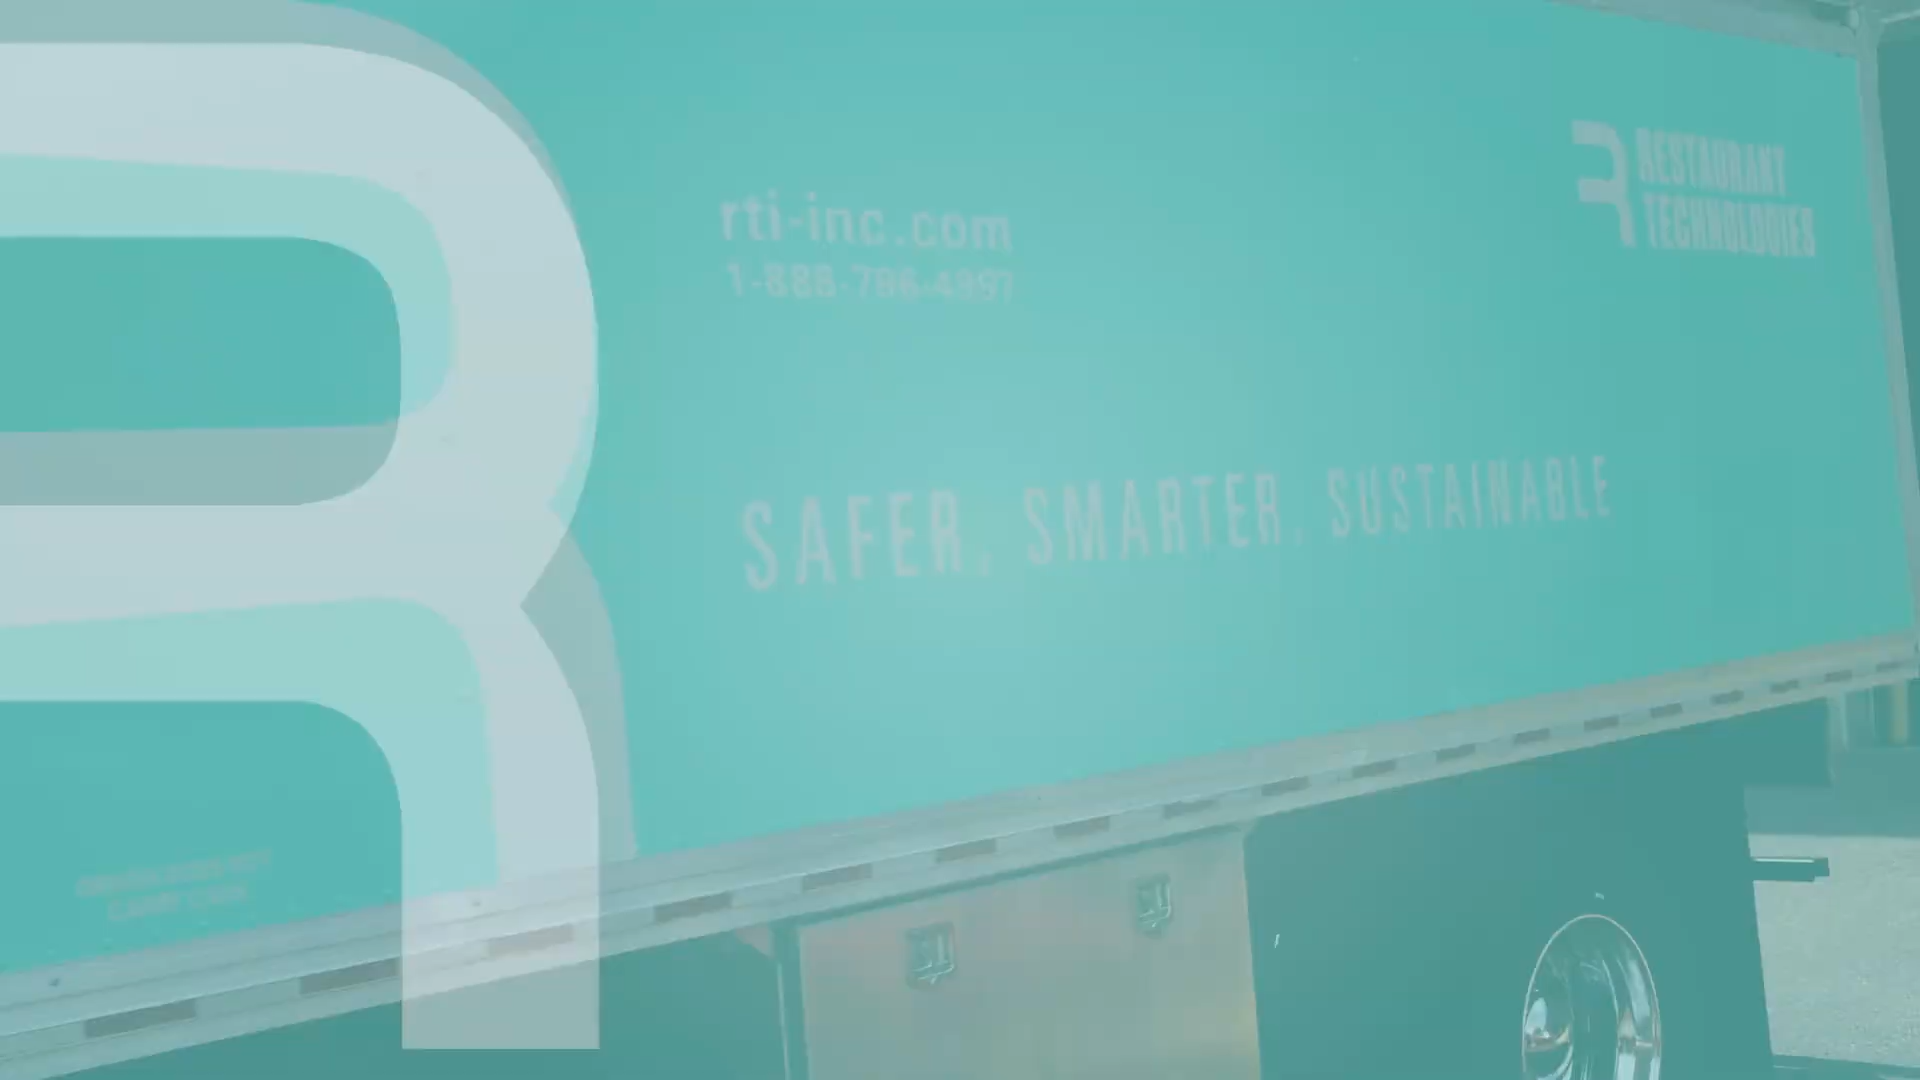 rti-inc.com
1-888-796-4997
RESTAURANT
TECHNOLOGIES
SAFER. SMARTER. SUSTAINABLE